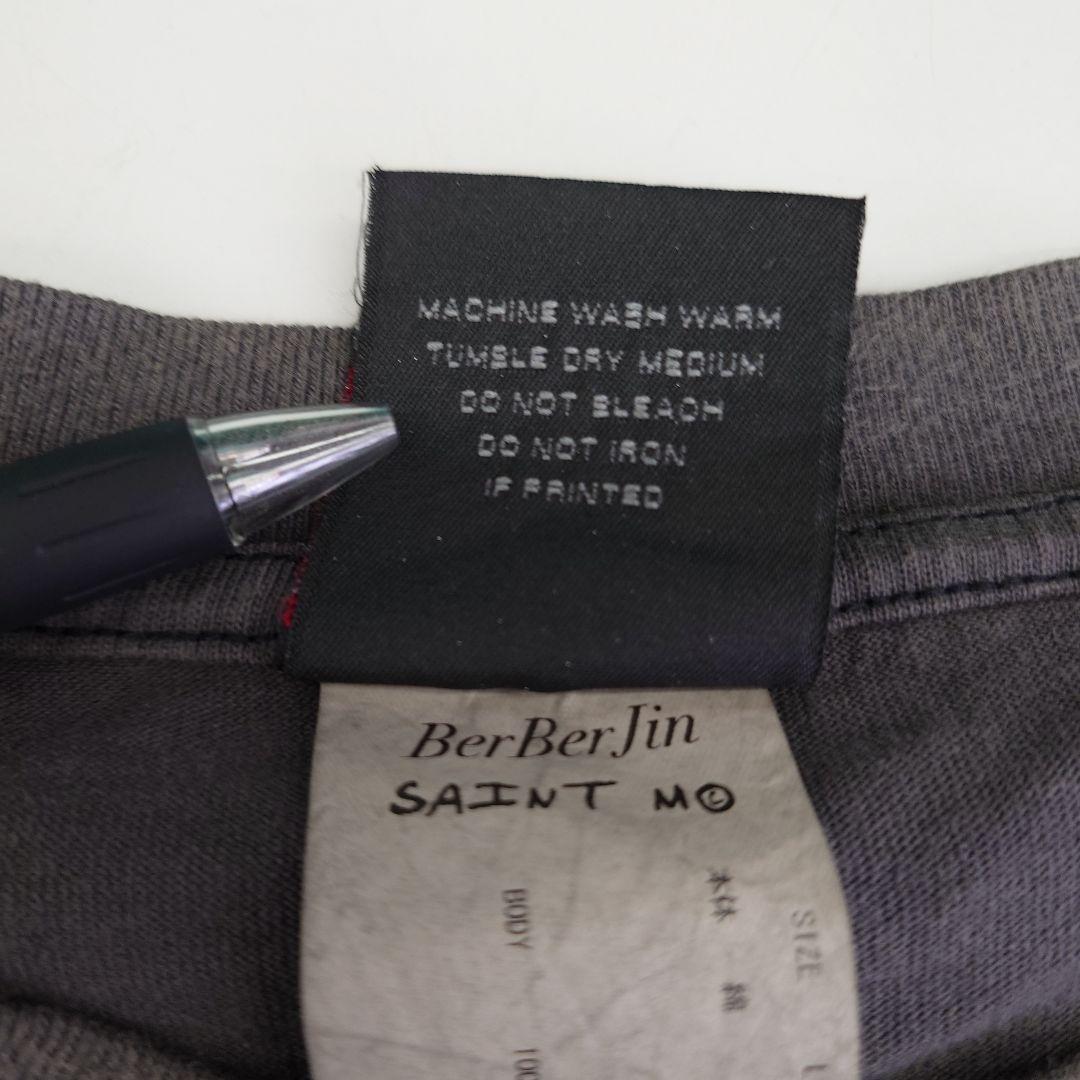 MACHINE WASH WARM
TUMBLE DRY MEDIUM
DO NOT BLEACH
DO NOT IRON
IF PRINTED
BerBerJin
SAINT M©
SIZE L
本体 綿
BODY 100